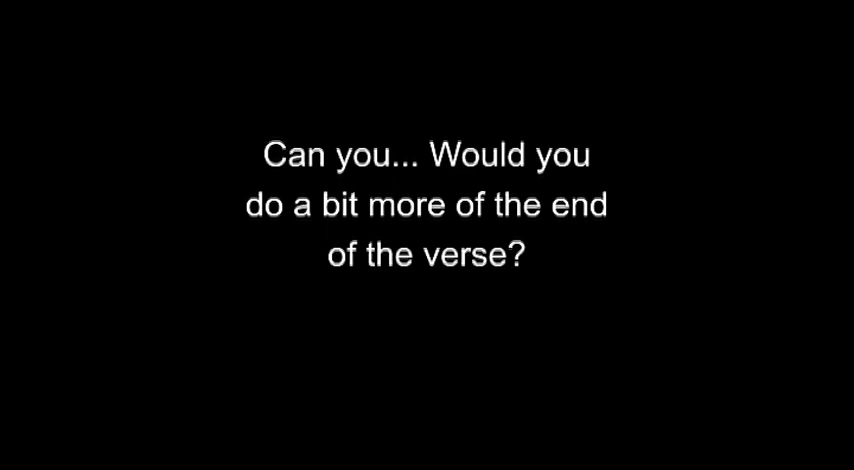 Can you... Would you
do a bit more of the end
of the verse?